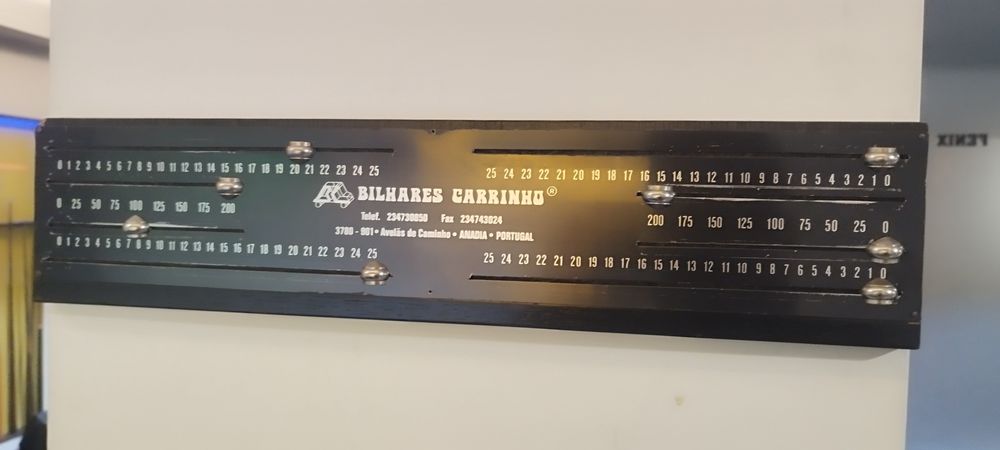 0 1 2 3 4 5 6 7 8 9 10 11 12 13 14 15 16 17 18 19 20 21 22 23 24 25
25 24 23 22 21 20 19 18 17 16 15 14 13 12 11 10 9 8 7 6 5 4 3 2 1 0
BILHARES CARRINHO®
0 25 50 75 100 125 150 175 200
200 175 150 125 100 75 50 25 0
Telef. 234730850 Fax 234743024
3780 - 901 • Avelãs de Caminho • ANADIA • PORTUGAL
0 1 2 3 4 5 6 7 8 9 10 11 12 13 14 15 16 17 18 19 20 21 22 23 24 25
25 24 23 22 21 20 19 18 17 16 15 14 13 12 11 10 9 8 7 6 5 4 3 2 1 0
FENIX